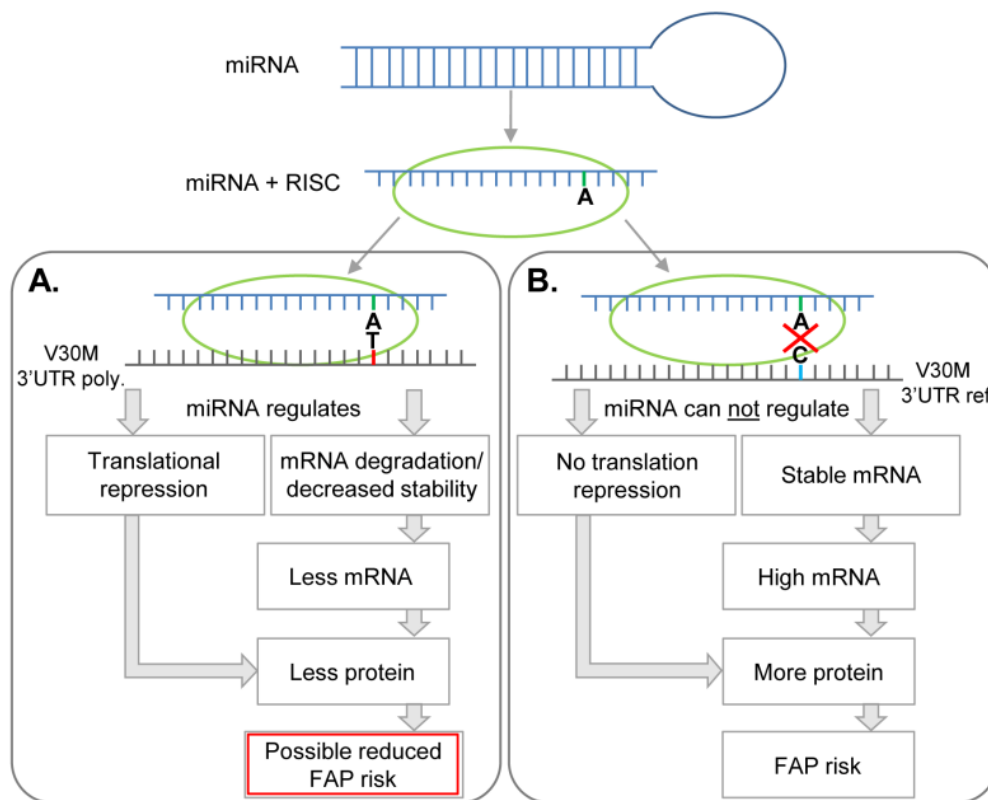 miRNA
miRNA + RISC
A
A.
A
T
V30M
3'UTR poly.
miRNA regulates
Translational
repression
mRNA degradation/
decreased stability
Less mRNA
Less protein
Possible reduced
FAP risk
B.
A
C
V30M
3'UTR ref
miRNA can not regulate
No translation
repression
Stable mRNA
High mRNA
More protein
FAP risk